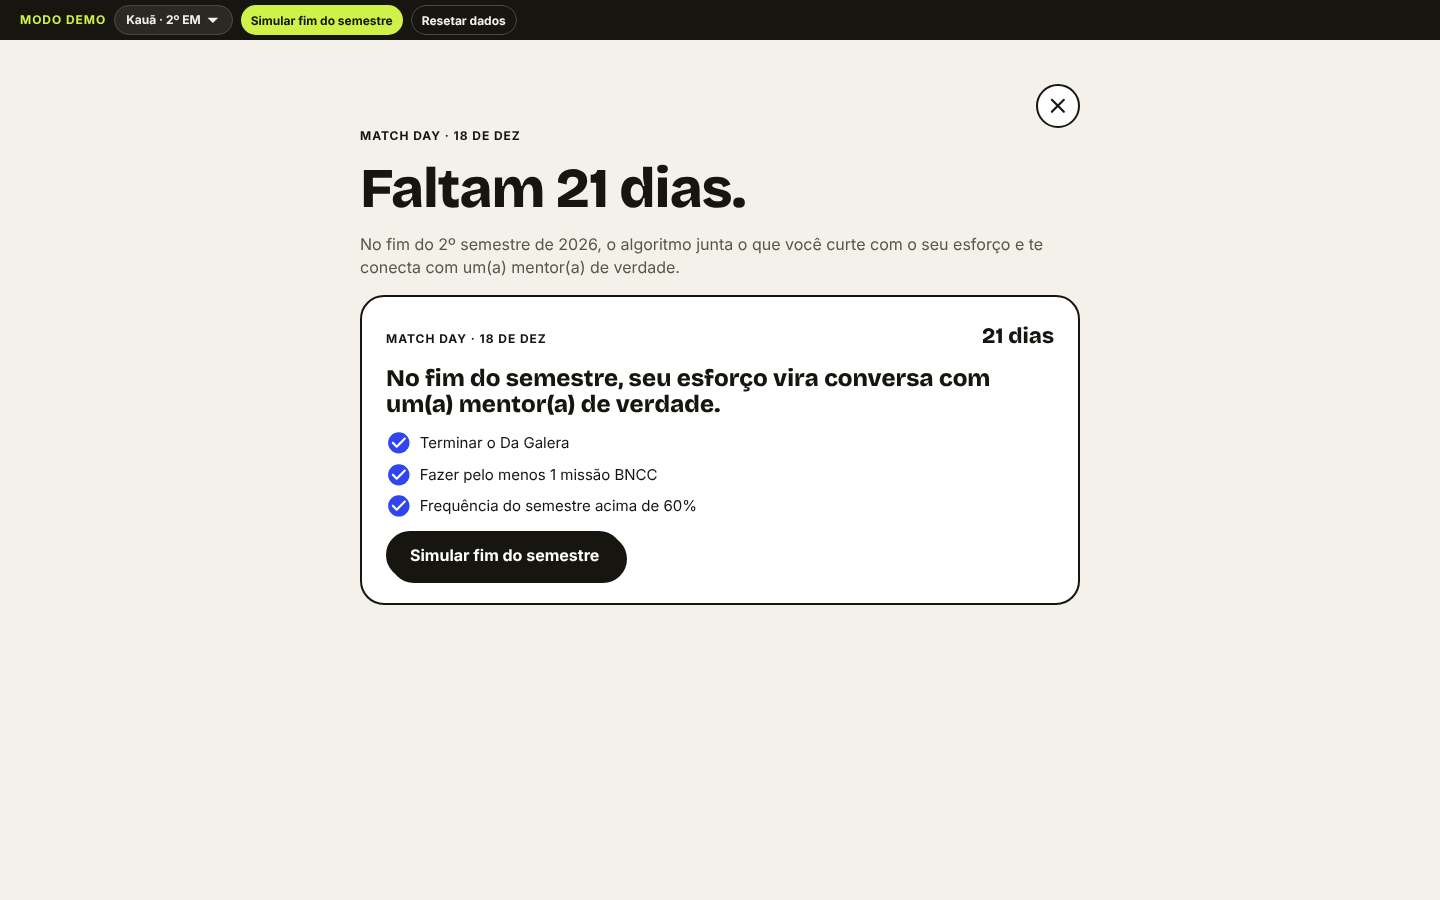 MODO DEMO
Kauã · 2º EM
Simular fim do semestre
Resetar dados
MATCH DAY · 18 DE DEZ
Faltam 21 dias.
No fim do 2º semestre de 2026, o algoritmo junta o que você curte com o seu esforço e te
conecta com um(a) mentor(a) de verdade.
MATCH DAY · 18 DE DEZ
21 dias
No fim do semestre, seu esforço vira conversa com
um(a) mentor(a) de verdade.
Terminar o Da Galera
Fazer pelo menos 1 missão BNCC
Frequência do semestre acima de 60%
Simular fim do semestre